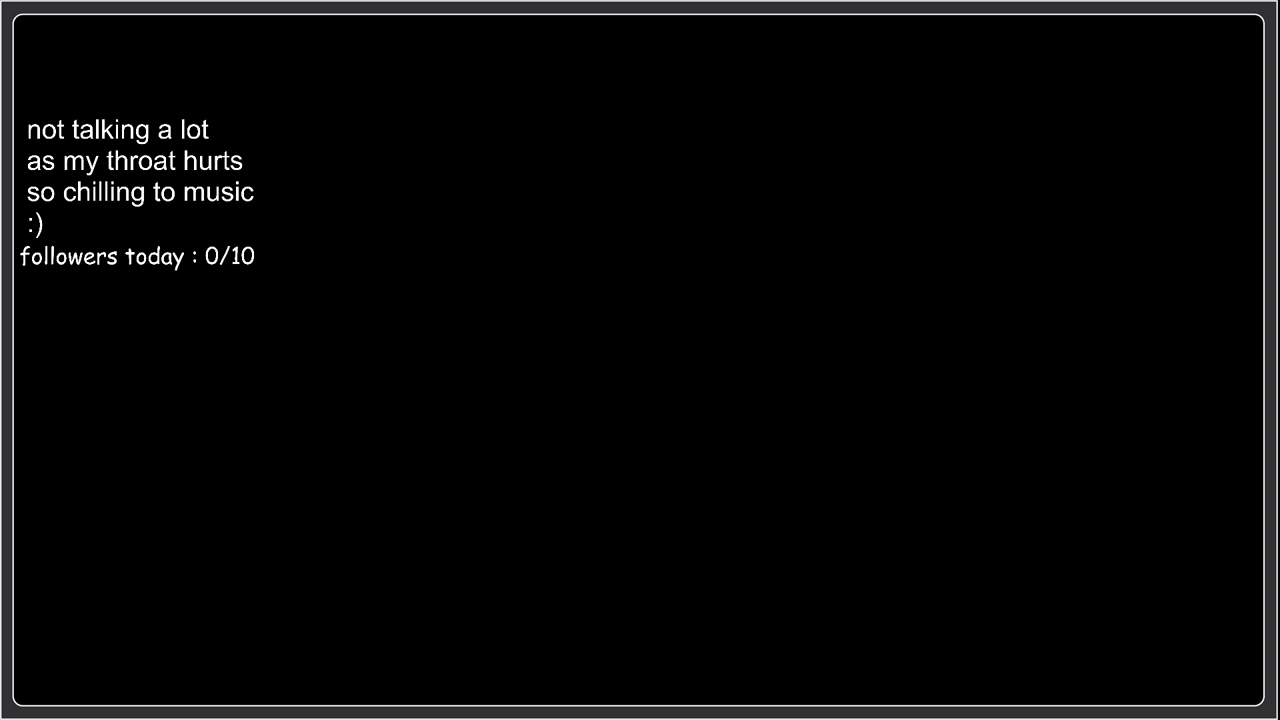 not talking a lot
as my throat hurts
so chilling to music
:)
followers today : 0/10